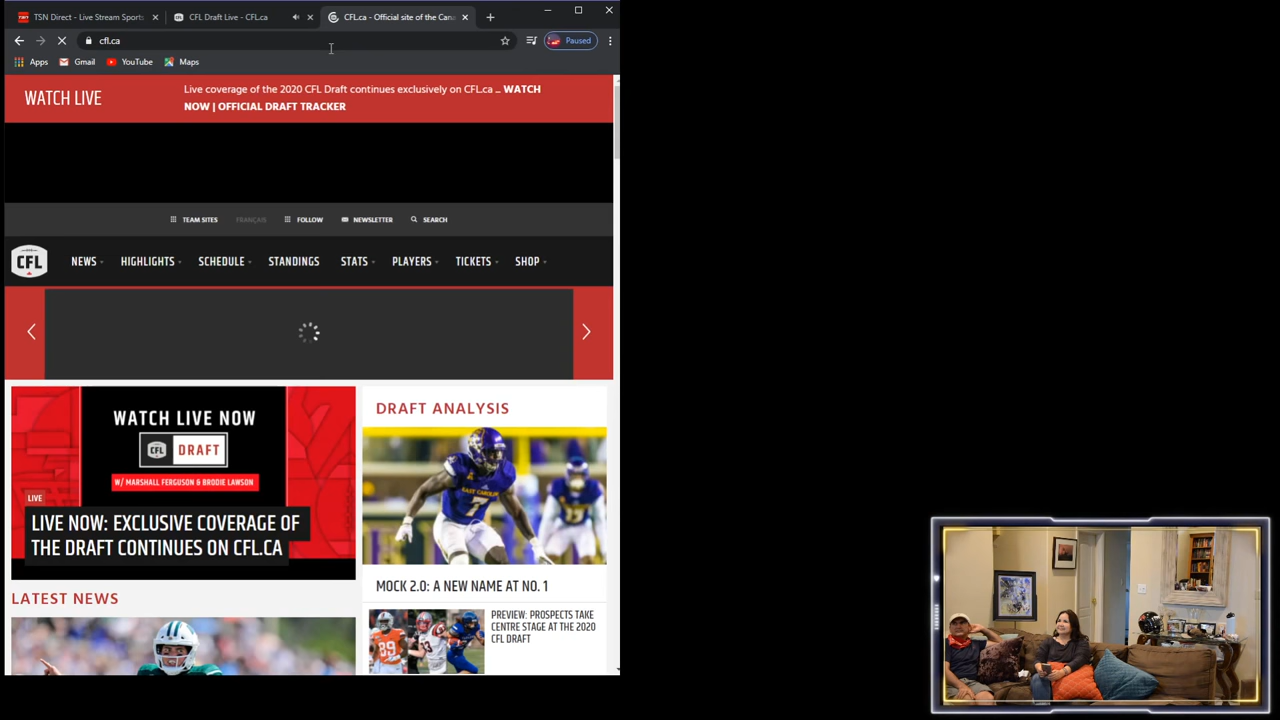 TSN Direct - Live Stream Sports
CFL Draft Live - CFL.ca
CFL.ca - Official site of the Cana
cfl.ca
Paused
Apps
Gmail
YouTube
Maps
WATCH LIVE
Live coverage of the 2020 CFL Draft continues exclusively on CFL.ca ... WATCH
NOW | OFFICIAL DRAFT TRACKER
TEAM SITES
FRANÇAIS
FOLLOW
NEWSLETTER
SEARCH
CFL
NEWS
HIGHLIGHTS
SCHEDULE
STANDINGS
STATS
PLAYERS
TICKETS
SHOP
WATCH LIVE NOW
CFL DRAFT
W/ MARSHALL FERGUSON & BRODIE LAWSON
LIVE
LIVE NOW: EXCLUSIVE COVERAGE OF
THE DRAFT CONTINUES ON CFL.CA
LATEST NEWS
DRAFT ANALYSIS
EAST CAROLINA
7
MOCK 2.0: A NEW NAME AT NO. 1
PREVIEW: PROSPECTS TAKE
CENTRE STAGE AT THE 2020
CFL DRAFT